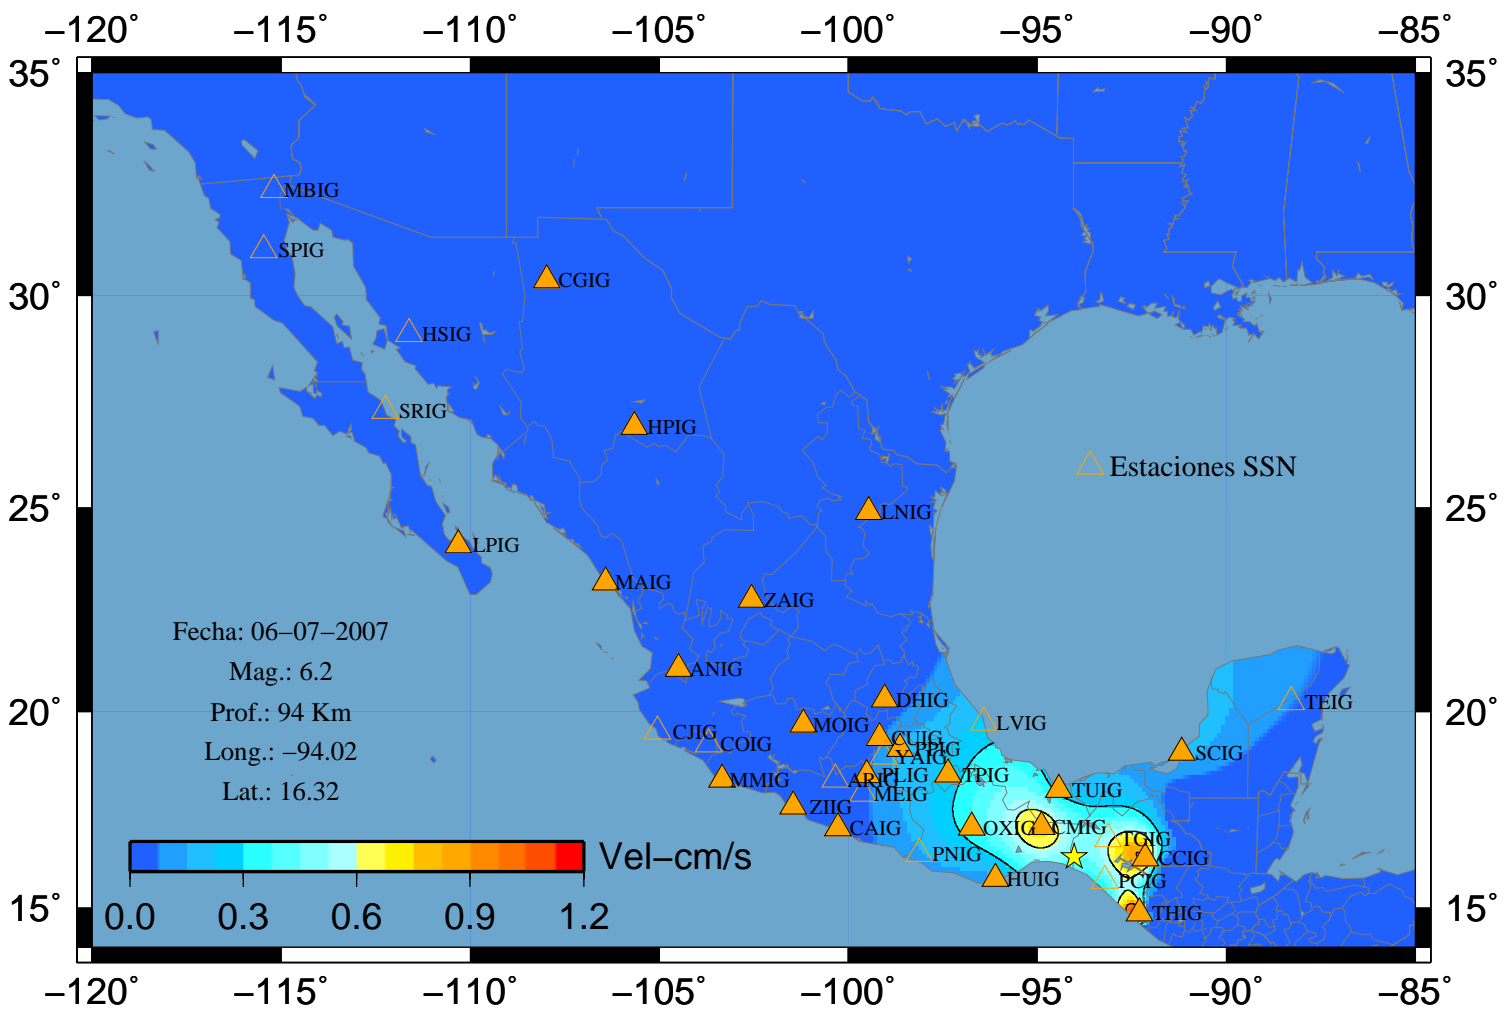 −120˚ −115˚ −110˚ −105˚ −100˚ −95˚ −90˚ −85˚
35˚ 35˚
MBIG
SPIG
CGIG
30˚ 30˚
HSIG
SRIG
HPIG
Estaciones SSN
25˚ 25˚
LNIG
LPIG
MAIG
ZAIG
Fecha: 06−07−2007
Mag.: 6.2
ANIG
DHIG
TEIG
Prof.: 94 Km
20˚ 20˚
MOIG
LVIG
CJIG
COIG
CUIG
PPIG
YAIG
SCIG
Long.: −94.02
MMIG
ARIG
PLIG
TPIG
Lat.: 16.32
MEIG
TUIG
ZIIG
CAIG
OXIG
CMIG
TGIG
PNIG
CCIG
Vel−cm/s
HUIG
PCIG
THIG
0.0 0.3 0.6 0.9 1.2
15˚ 15˚
−120˚ −115˚ −110˚ −105˚ −100˚ −95˚ −90˚ −85˚